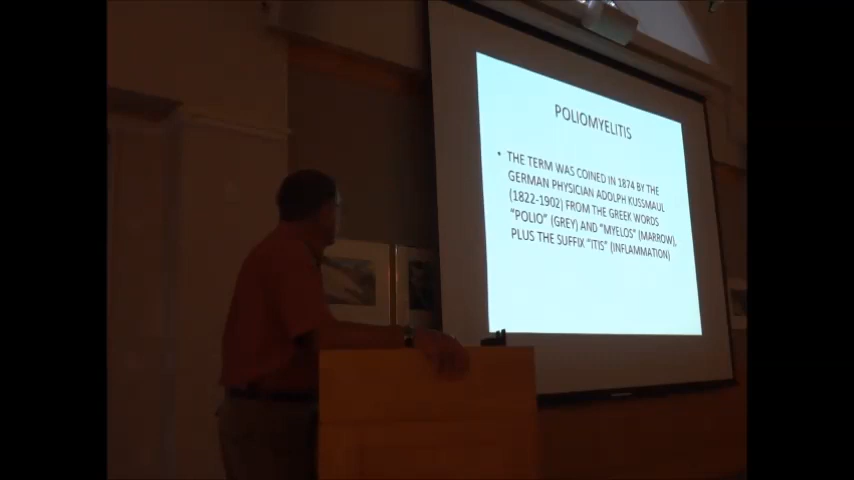 POLIOMYELITIS
• THE TERM WAS COINED IN 1874 BY THE
GERMAN PHYSICIAN ADOLPH KUSSMAUL
(1822-1902) FROM THE GREEK WORDS
"POLIO" (GREY) AND "MYELOS" (MARROW),
PLUS THE SUFFIX "ITIS" (INFLAMMATION)